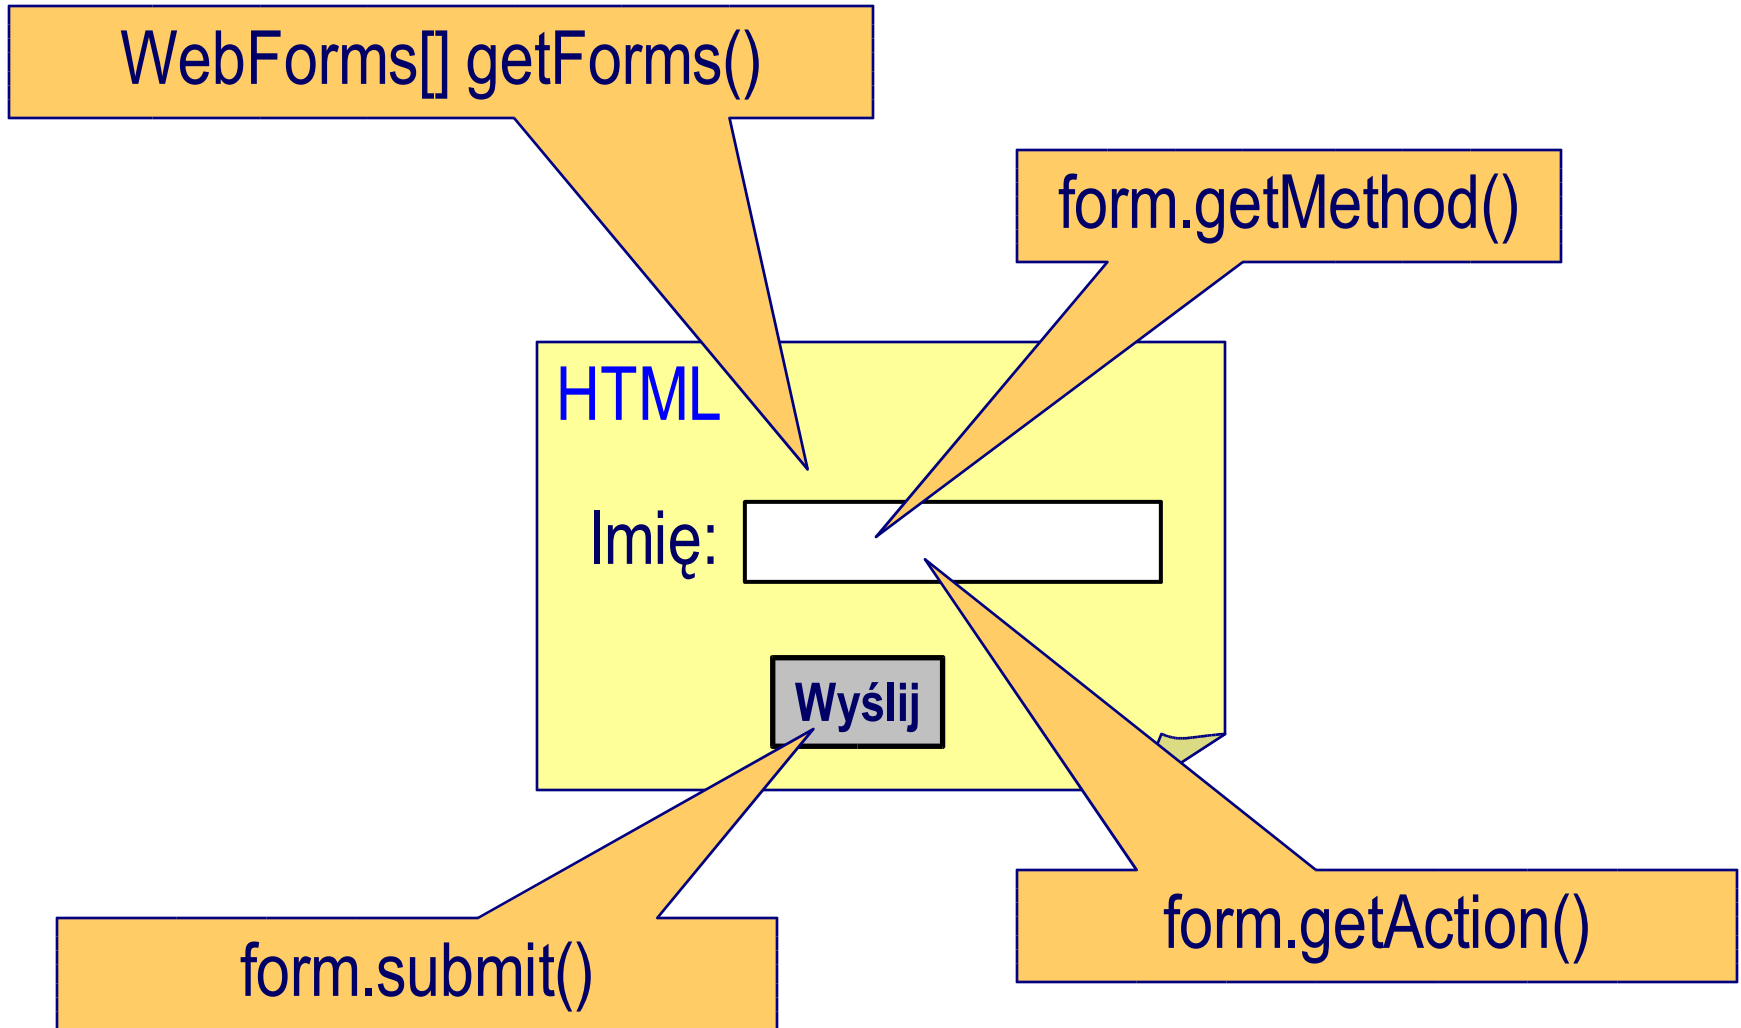 WebForms[] getForms()
form.getMethod()
HTML
Imię:
Wyślij
form.getAction()
form.submit()